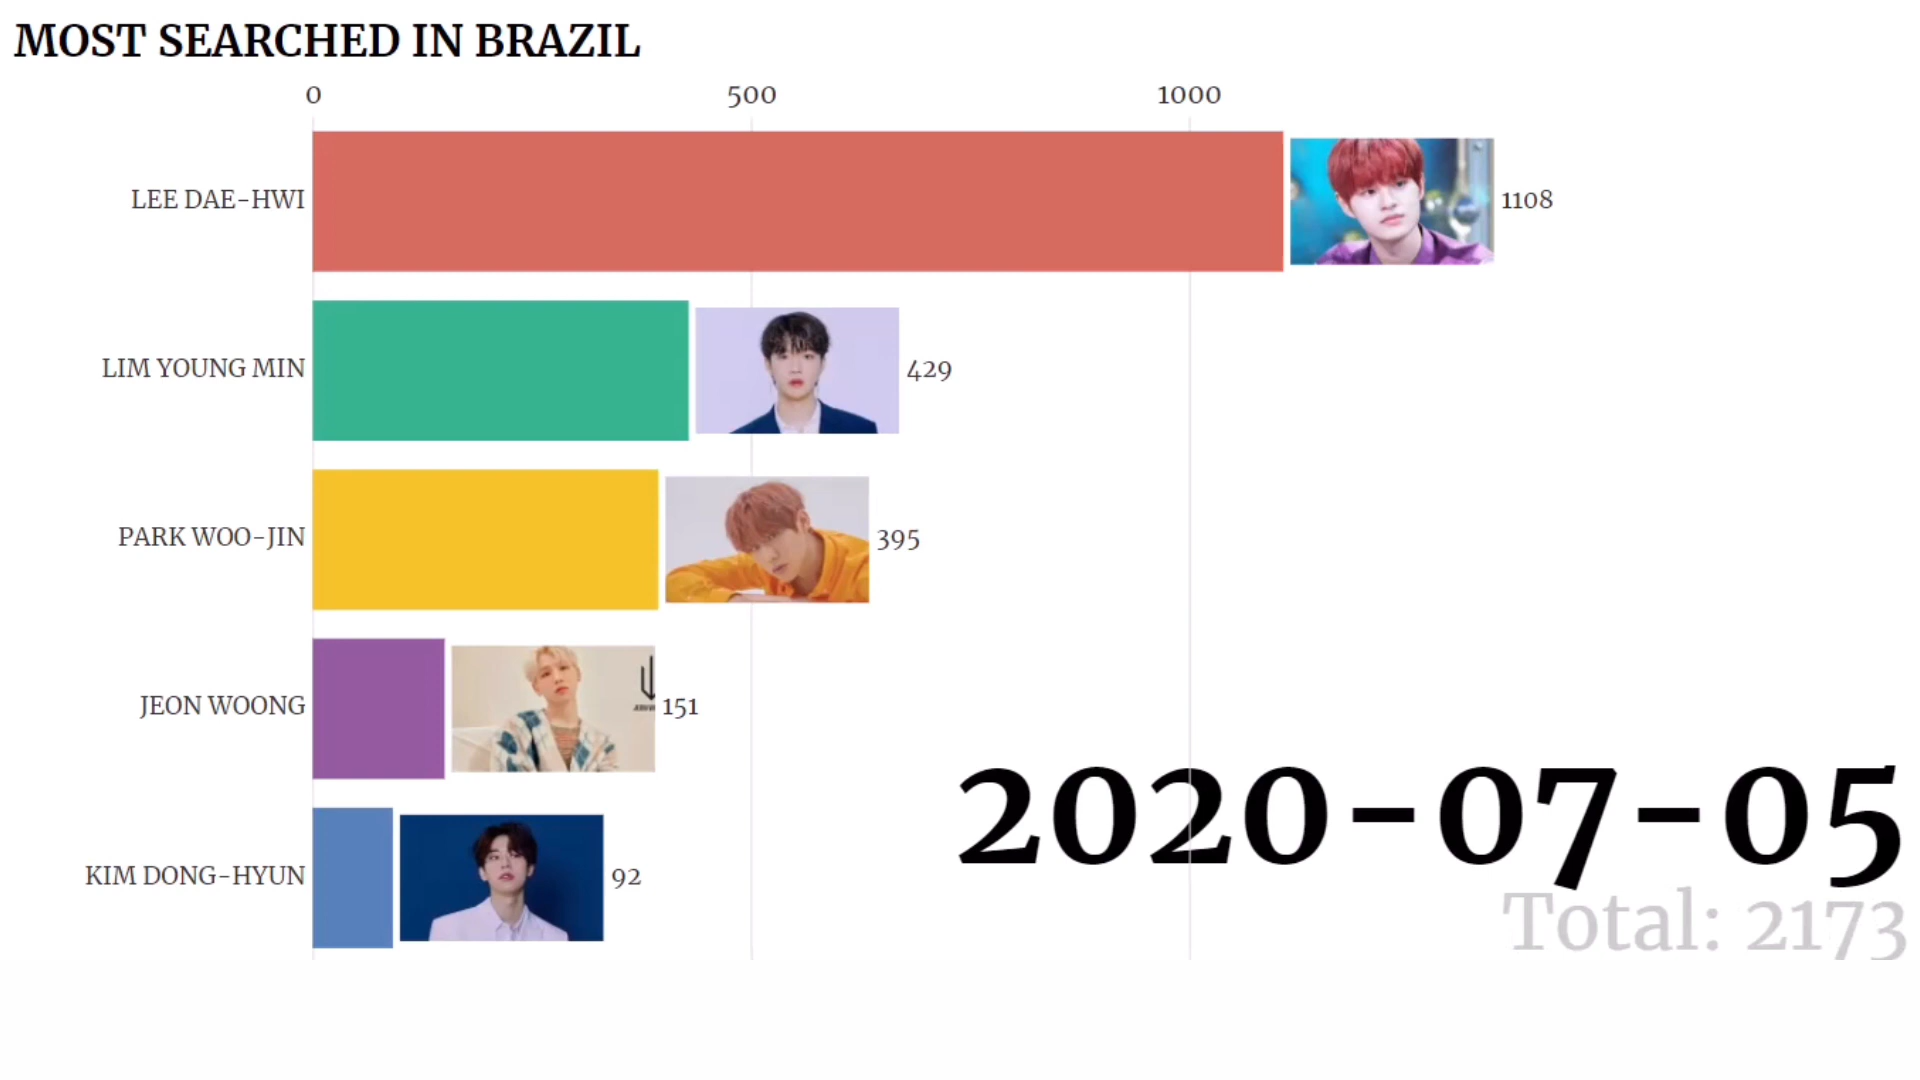 MOST SEARCHED IN BRAZIL
0 500 1000
LEE DAE-HWI 1108
LIM YOUNG MIN 429
PARK WOO-JIN 395
JEON WOONG 151
KIM DONG-HYUN 92
2020-07-05
Total: 2173